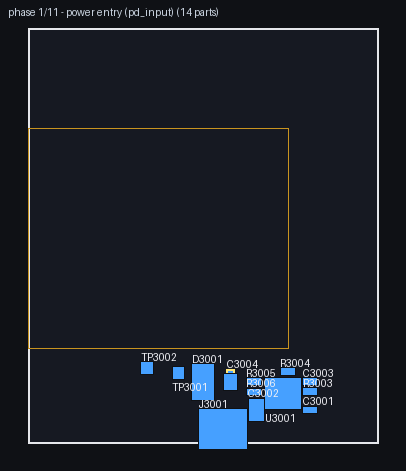 phase 1/11 - power entry (pd_input) (14 parts)
TP3002
D3001
C3004
R3004
R3005
C3003
TP3001
R3006
R3003
C3002
J3001
C3001
U3001